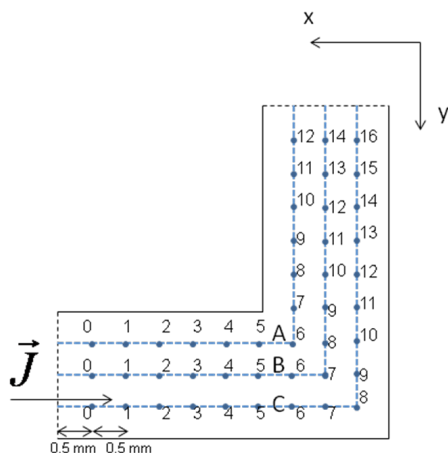 x
y
12 14 16
11 13 15
10 12 14
9 11 13
8 10 12
7 9 11
0 1 2 3 4 5 A 6 8 10
0 1 2 3 4 5 B 6 7 9
J
0 1 2 3 4 5 C 6 7 8
0.5 mm 0.5 mm